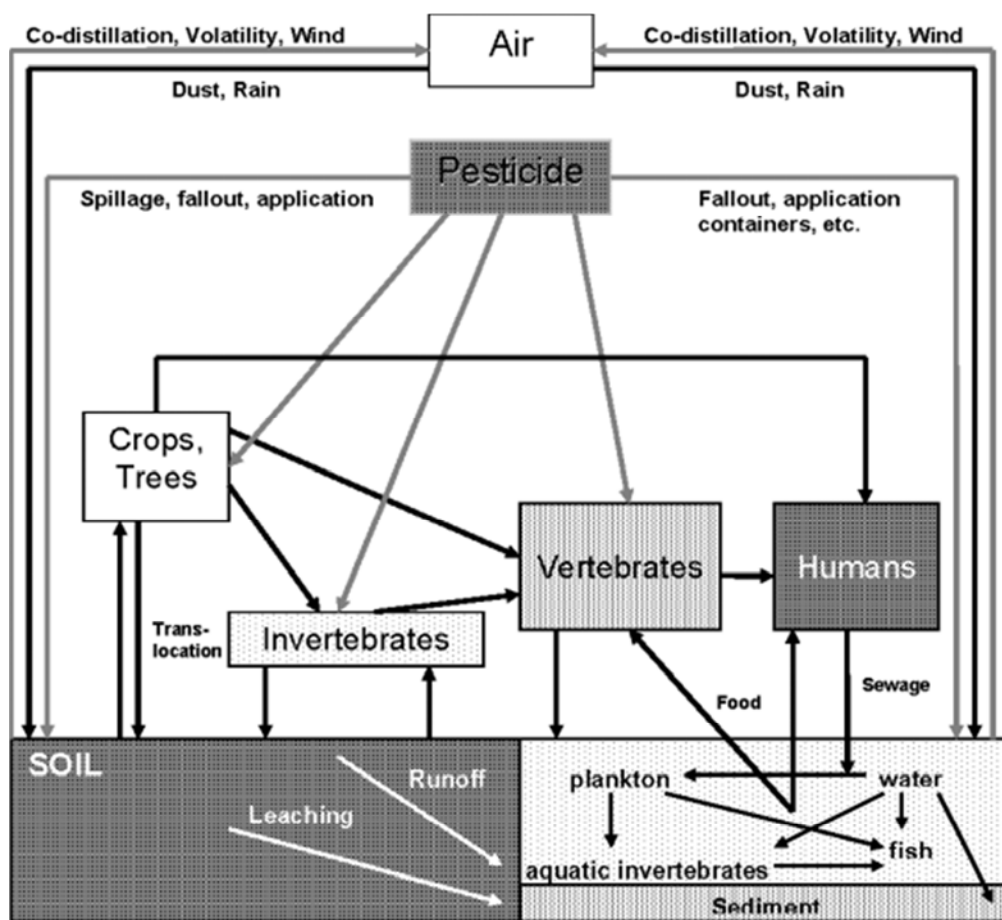 Co-distillation, Volatility, Wind
Air
Co-distillation, Volatility, Wind
Dust, Rain
Dust, Rain
Pesticide
Spillage, fallout, application
Fallout, application
containers, etc.
Crops,
Trees
Vertebrates
Humans
Trans-
location
Invertebrates
Food
Sewage
SOIL
Runoff
Leaching
plankton
water
fish
aquatic invertebrates
Sediment